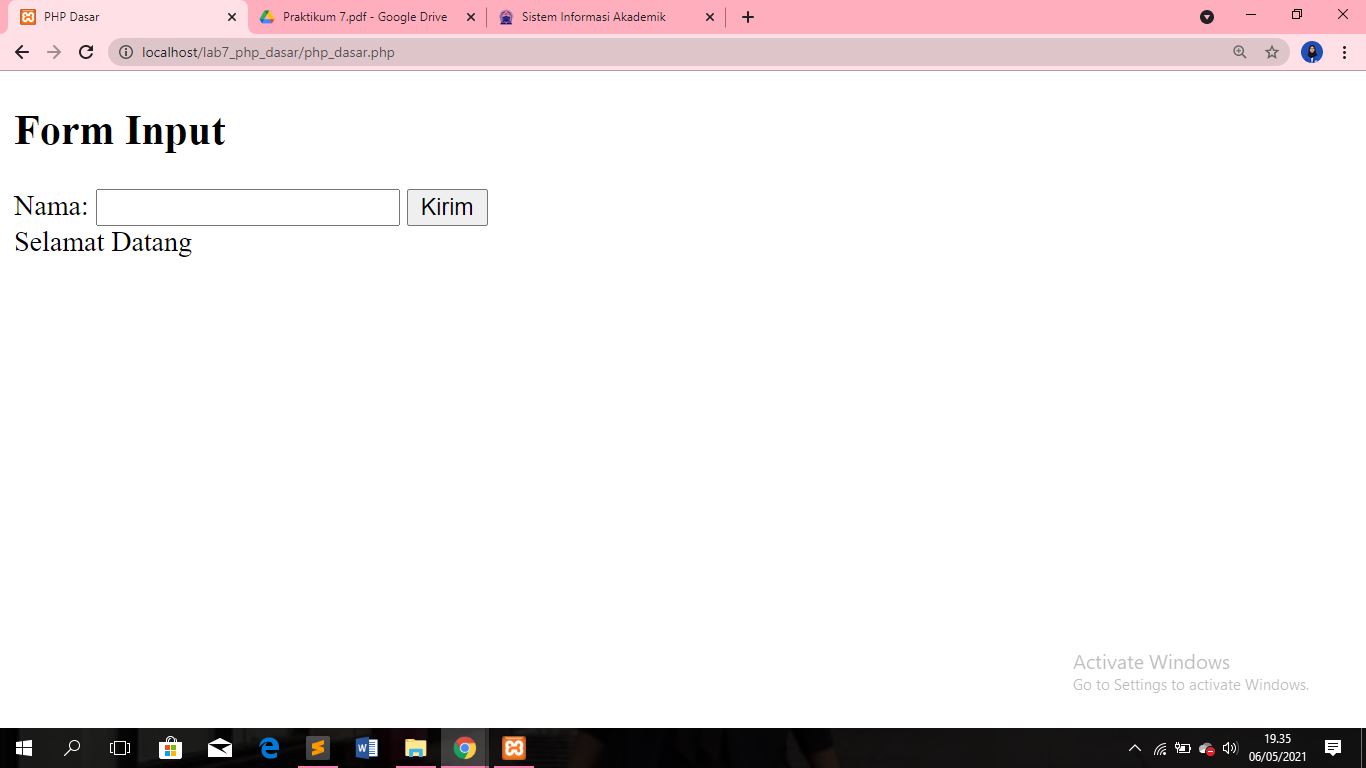 PHP Dasar
Praktikum 7.pdf - Google Drive
Sistem Informasi Akademik
localhost/lab7_php_dasar/php_dasar.php
Form Input
Nama:
Kirim
Selamat Datang
Activate Windows
Go to Settings to activate Windows.
19.35
06/05/2021